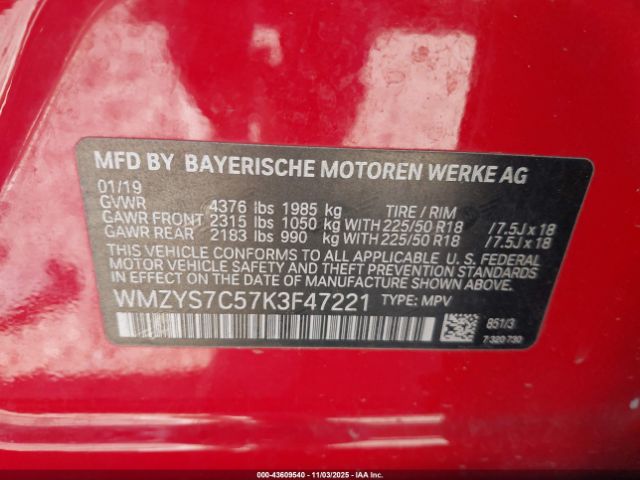 MFD BY BAYERISCHE MOTOREN WERKE AG
01/19
GVWR 4376 lbs 1985 kg TIRE / RIM
GAWR FRONT 2315 lbs 1050 kg WITH 225/50 R18 / 7.5J x 18
GAWR REAR 2183 lbs 990 kg WITH 225/50 R18 / 7.5J x 18
THIS VEHICLE CONFORMS TO ALL APPLICABLE U. S. FEDERAL
MOTOR VEHICLE SAFETY, BUMPER, AND THEFT PREVENTION STANDARDS IN
EFFECT ON THE DATE OF MANUFACTURE SHOWN ABOVE.
WMZYS7C57K3F47221 TYPE: MPV
851/3
7 320 730
000-43609540 - 11/03/2025 - IAA Inc.